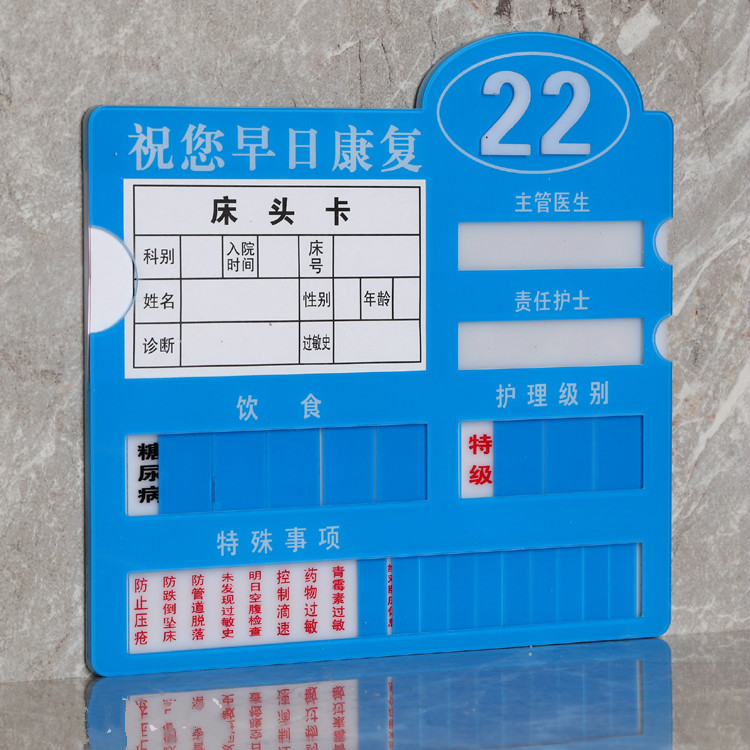 22
祝您早日康复
床头卡
科别 入院时间 床号
姓名 性别 年龄
诊断 过敏史
主管医生
责任护士
饮食
糖尿病
护理级别
特级
特殊事项
防止压疮
防跌倒坠床
防管道脱落
未发现过敏史
明日空腹检查
控制滴速
药物过敏
青霉素过敏